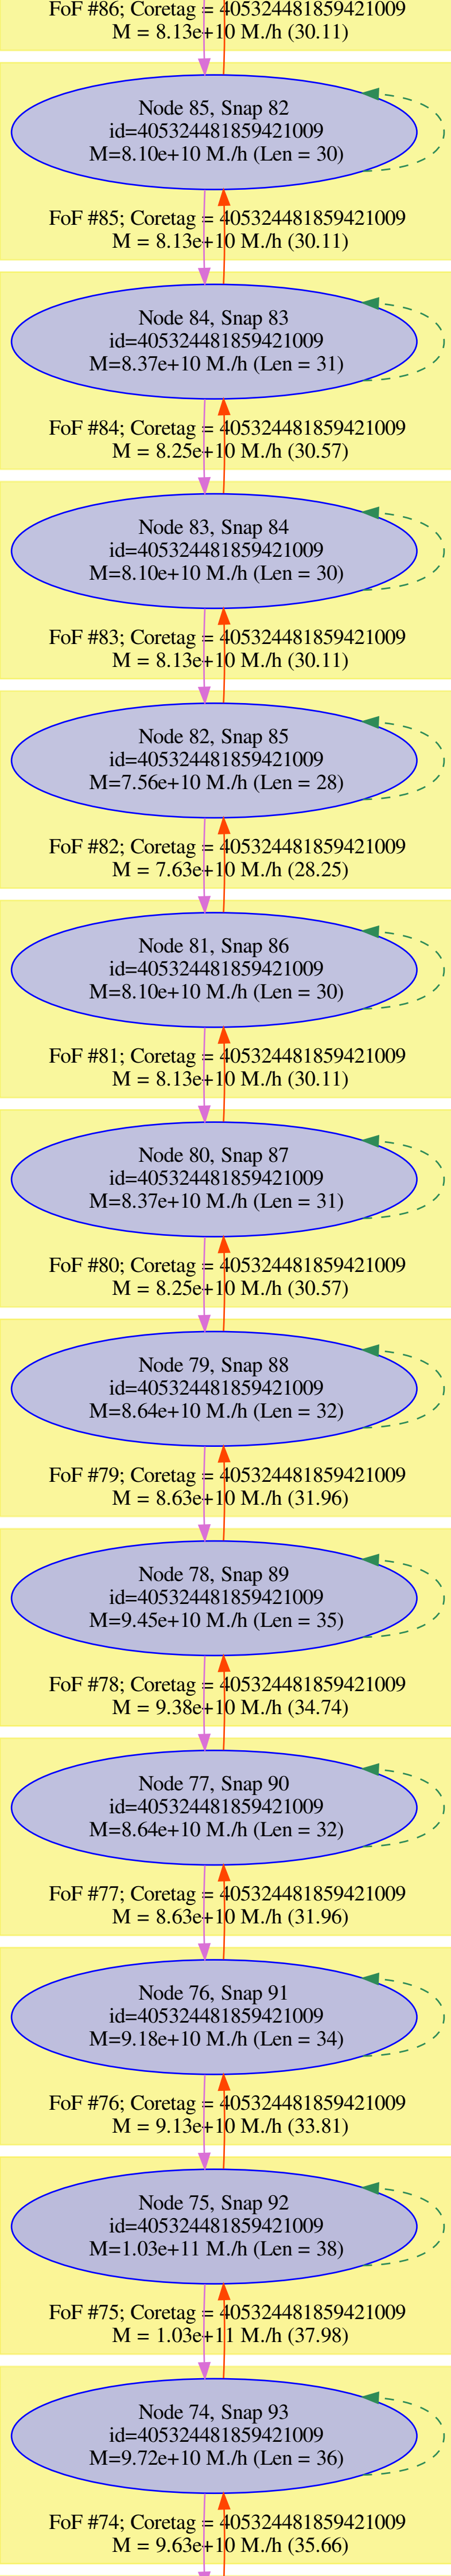 FoF #86; Coretag = 405324481859421009
M = 8.13e+10 M./h (30.11)
Node 85, Snap 82
id=405324481859421009
M=8.10e+10 M./h (Len = 30)
FoF #85; Coretag = 405324481859421009
M = 8.13e+10 M./h (30.11)
Node 84, Snap 83
id=405324481859421009
M=8.37e+10 M./h (Len = 31)
FoF #84; Coretag = 405324481859421009
M = 8.25e+10 M./h (30.57)
Node 83, Snap 84
id=405324481859421009
M=8.10e+10 M./h (Len = 30)
FoF #83; Coretag = 405324481859421009
M = 8.13e+10 M./h (30.11)
Node 82, Snap 85
id=405324481859421009
M=7.56e+10 M./h (Len = 28)
FoF #82; Coretag = 405324481859421009
M = 7.63e+10 M./h (28.25)
Node 81, Snap 86
id=405324481859421009
M=8.10e+10 M./h (Len = 30)
FoF #81; Coretag = 405324481859421009
M = 8.13e+10 M./h (30.11)
Node 80, Snap 87
id=405324481859421009
M=8.37e+10 M./h (Len = 31)
FoF #80; Coretag = 405324481859421009
M = 8.25e+10 M./h (30.57)
Node 79, Snap 88
id=405324481859421009
M=8.64e+10 M./h (Len = 32)
FoF #79; Coretag = 405324481859421009
M = 8.63e+10 M./h (31.96)
Node 78, Snap 89
id=405324481859421009
M=9.45e+10 M./h (Len = 35)
FoF #78; Coretag = 405324481859421009
M = 9.38e+10 M./h (34.74)
Node 77, Snap 90
id=405324481859421009
M=8.64e+10 M./h (Len = 32)
FoF #77; Coretag = 405324481859421009
M = 8.63e+10 M./h (31.96)
Node 76, Snap 91
id=405324481859421009
M=9.18e+10 M./h (Len = 34)
FoF #76; Coretag = 405324481859421009
M = 9.13e+10 M./h (33.81)
Node 75, Snap 92
id=405324481859421009
M=1.03e+11 M./h (Len = 38)
FoF #75; Coretag = 405324481859421009
M = 1.03e+11 M./h (37.98)
Node 74, Snap 93
id=405324481859421009
M=9.72e+10 M./h (Len = 36)
FoF #74; Coretag = 405324481859421009
M = 9.63e+10 M./h (35.66)